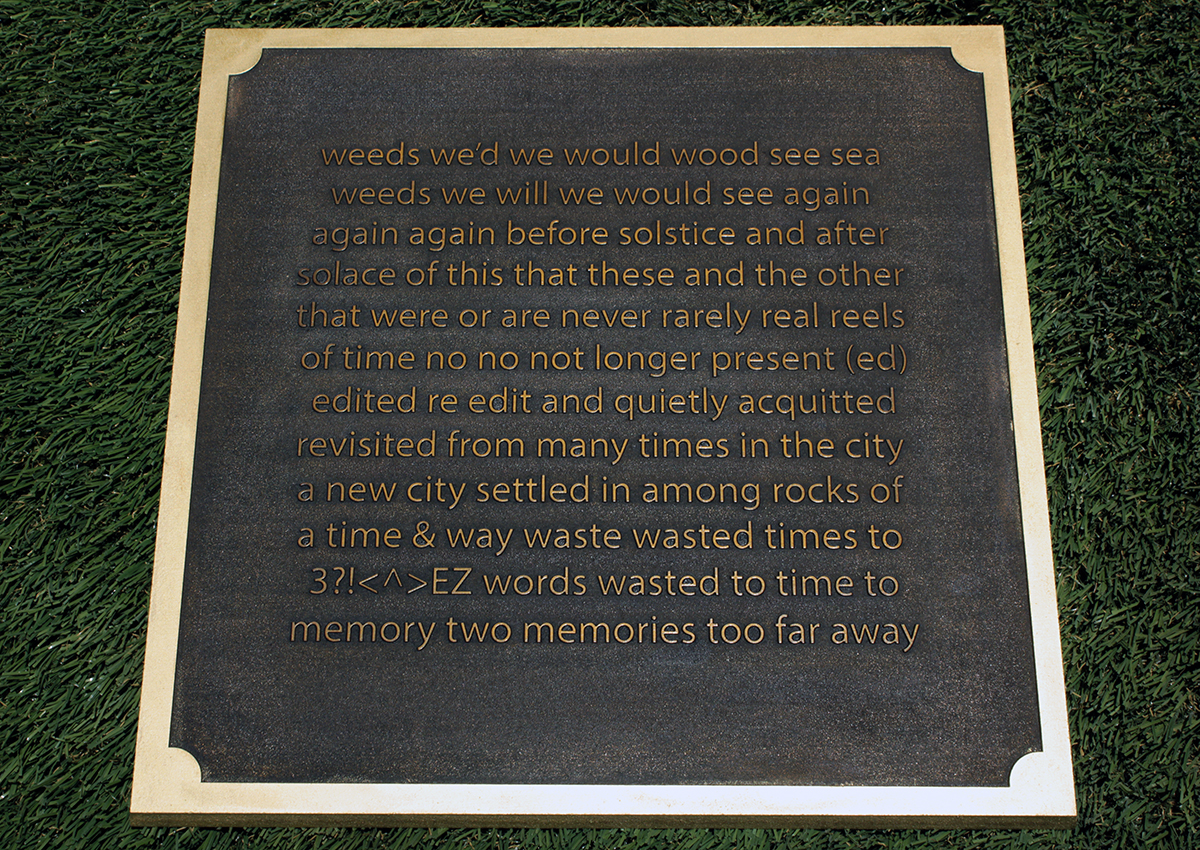 weeds we’d we would wood see sea
weeds we will we would see again
again again before solstice and after
solace of this that these and the other
that were or are never rarely real reels
of time no no not longer present (ed)
edited re edit and quietly acquitted
revisited from many times in the city
a new city settled in among rocks of
a time & way waste wasted times to
3?!<^>EZ words wasted to time to
memory two memories too far away